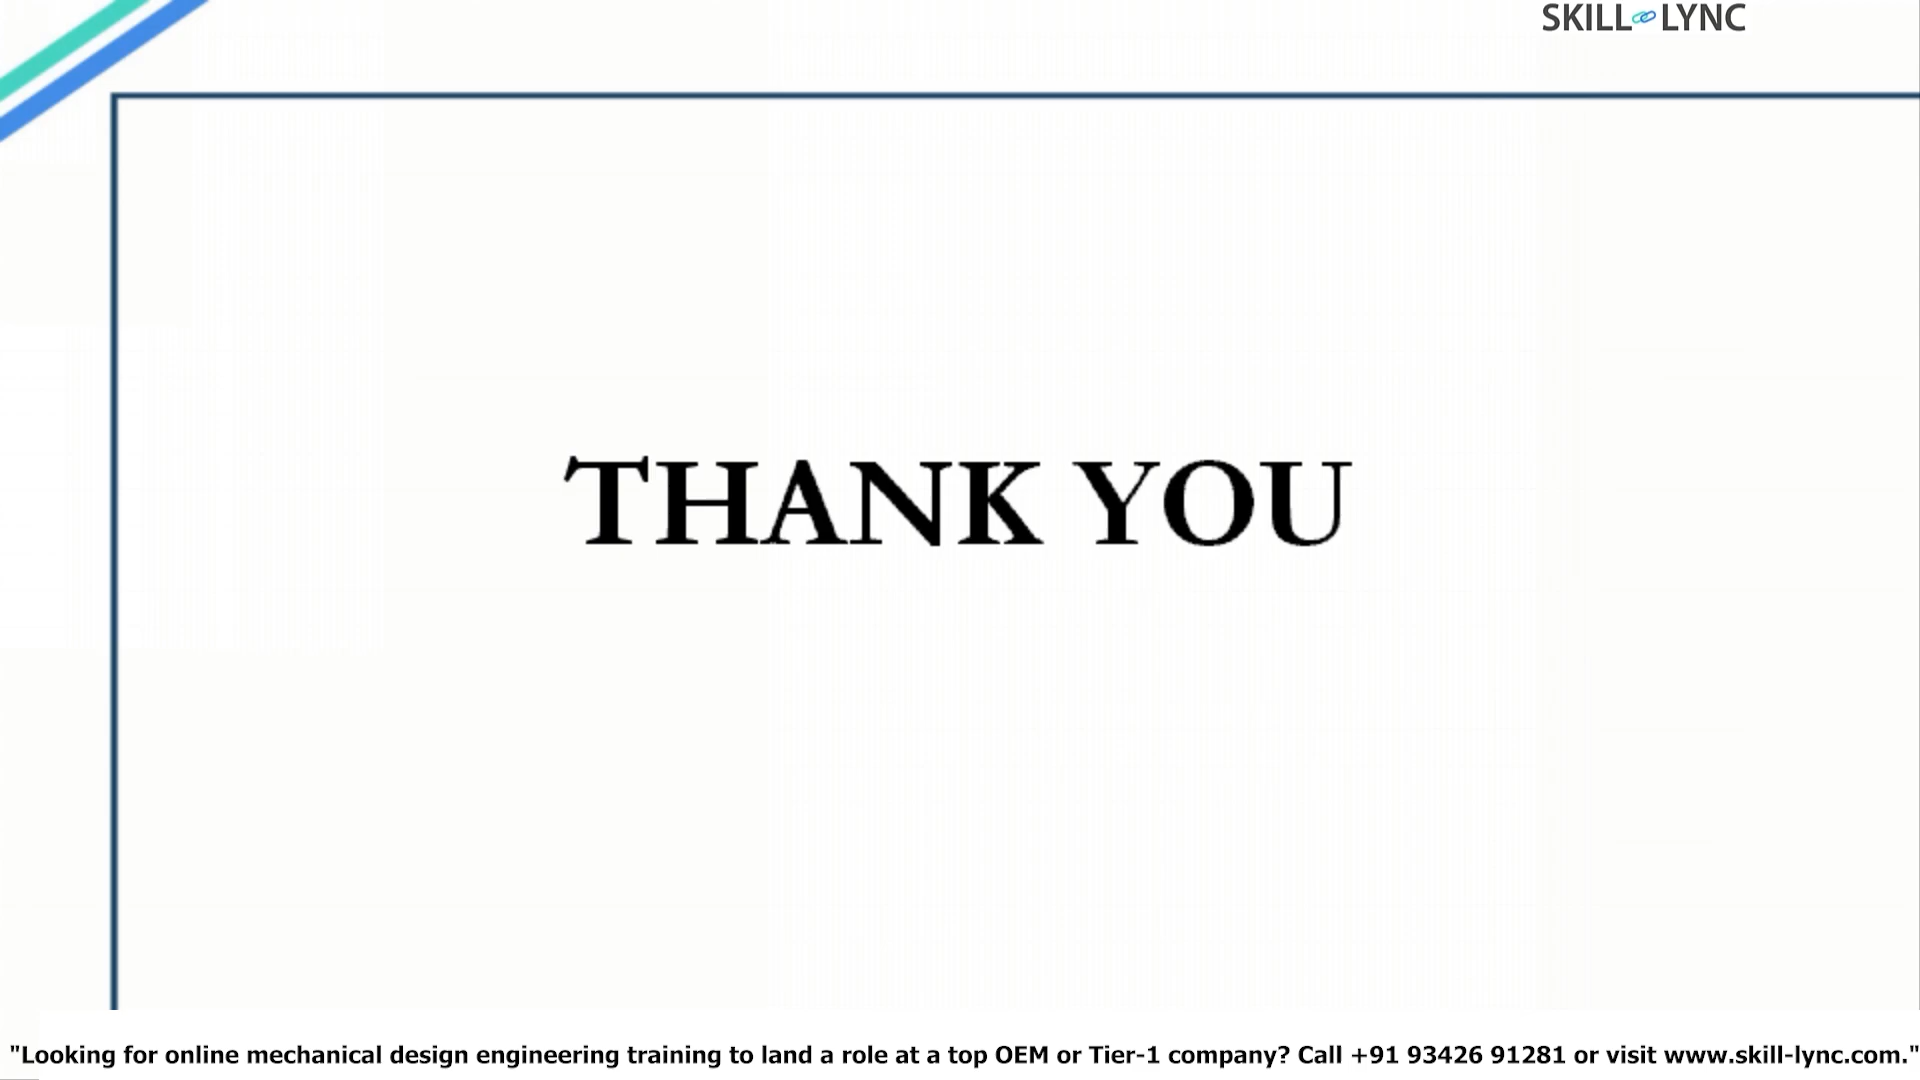 SKILL LYNC
THANK YOU
"Looking for online mechanical design engineering training to land a role at a top OEM or Tier-1 company? Call +91 93426 91281 or visit www.skill-lync.com."